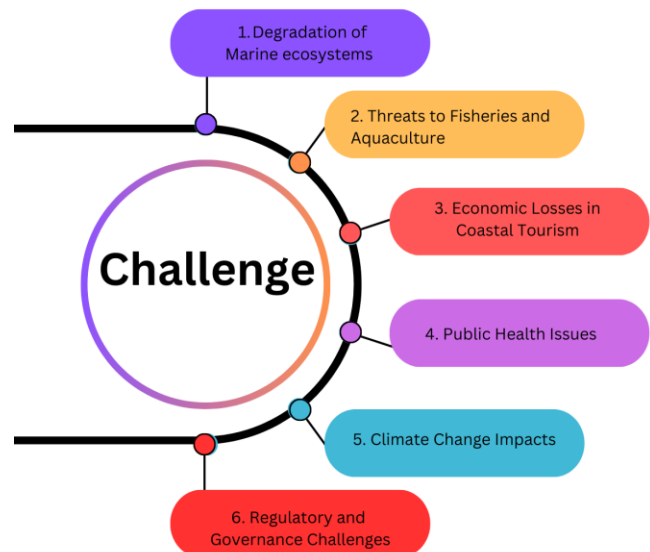 1.Degradation of
Marine ecosystems
2. Threats to Fisheries and
Aquaculture
3. Economic Losses in
Coastal Tourism
Challenge
4. Public Health Issues
5. Climate Change Impacts
6. Regulatory and
Governance Challenges